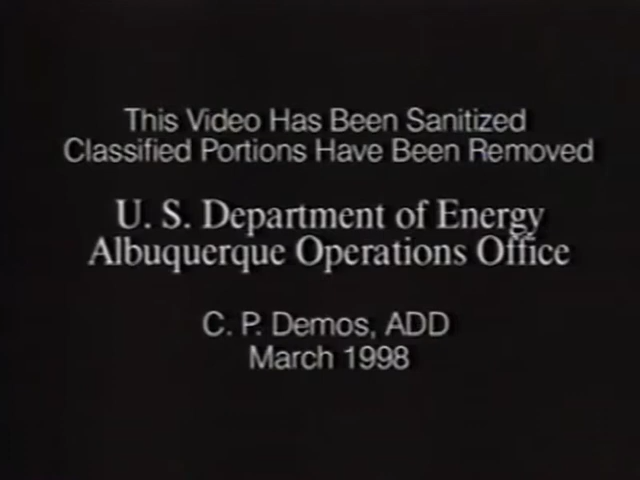 This Video Has Been Sanitized
Classified Portions Have Been Removed
U. S. Department of Energy
Albuquerque Operations Office
C. P. Demos, ADD
March 1998